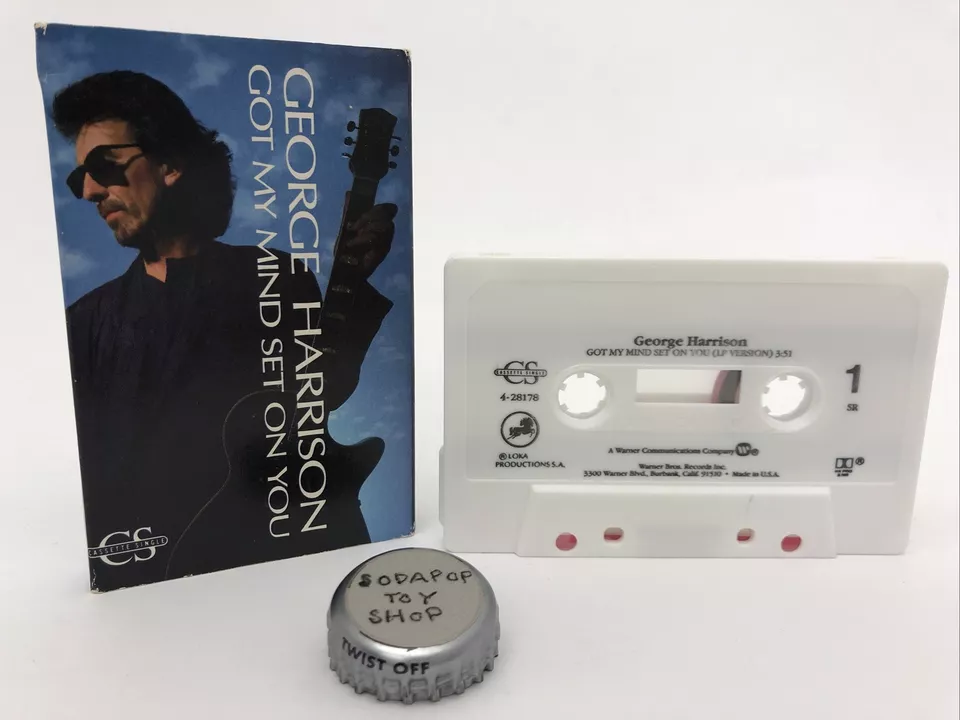 GEORGE HARRISON
GOT MY MIND SET ON YOU
CS
CASSETTE SINGLE
George Harrison
GOT MY MIND SET ON YOU (LP VERSION) 3:51
CS
CASSETTE SINGLE
4-28178
1
SR
℗ LOKA
PRODUCTIONS S.A.
A Warner Communications Company
Warner Bros. Records Inc.
3300 Warner Blvd., Burbank, Calif. 91510 • Made in U.S.A.
SODAPOP
TOY
SHOP
TWIST OFF